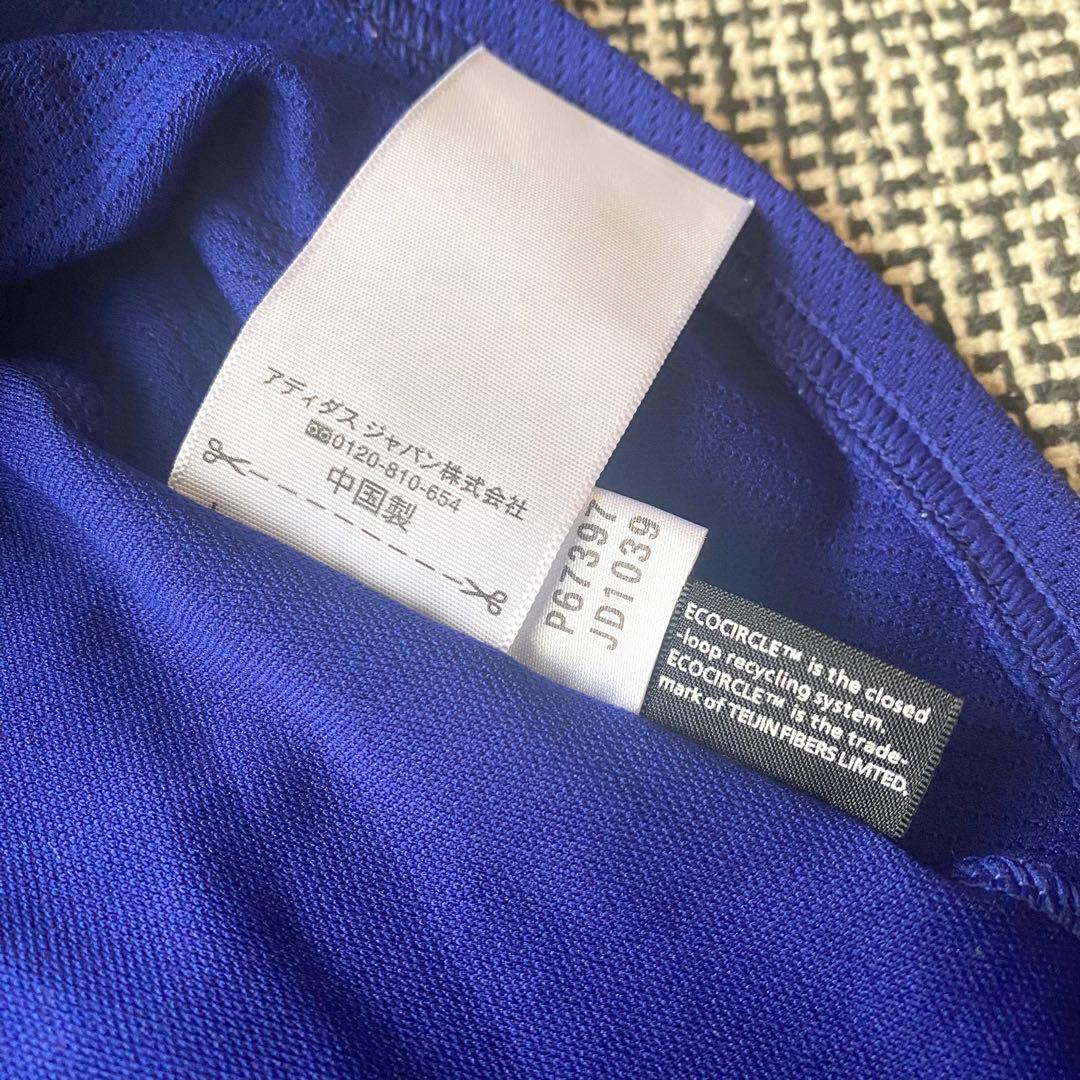 アディダス ジャパン株式会社
0120-810-654
中国製
P67397
JD1039
ECOCIRCLE™ is the closed
-loop recycling system.
ECOCIRCLE™ is the trade-
mark of TEIJIN FIBERS LIMTED.